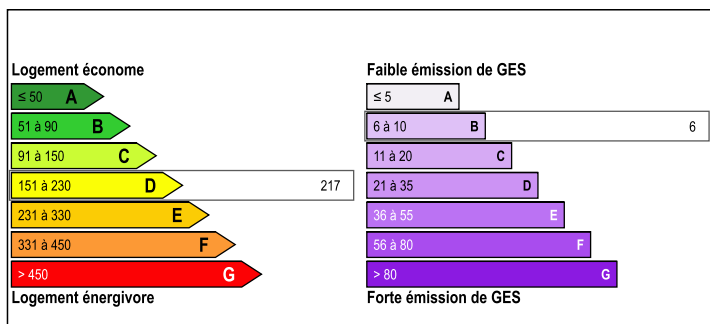 Logement économe
≤ 50 A
51 à 90 B
91 à 150 C
151 à 230 D 217
231 à 330 E
331 à 450 F
> 450 G
Logement énergivore
Faible émission de GES
≤ 5 A
6 à 10 B 6
11 à 20 C
21 à 35 D
36 à 55 E
56 à 80 F
> 80 G
Forte émission de GES